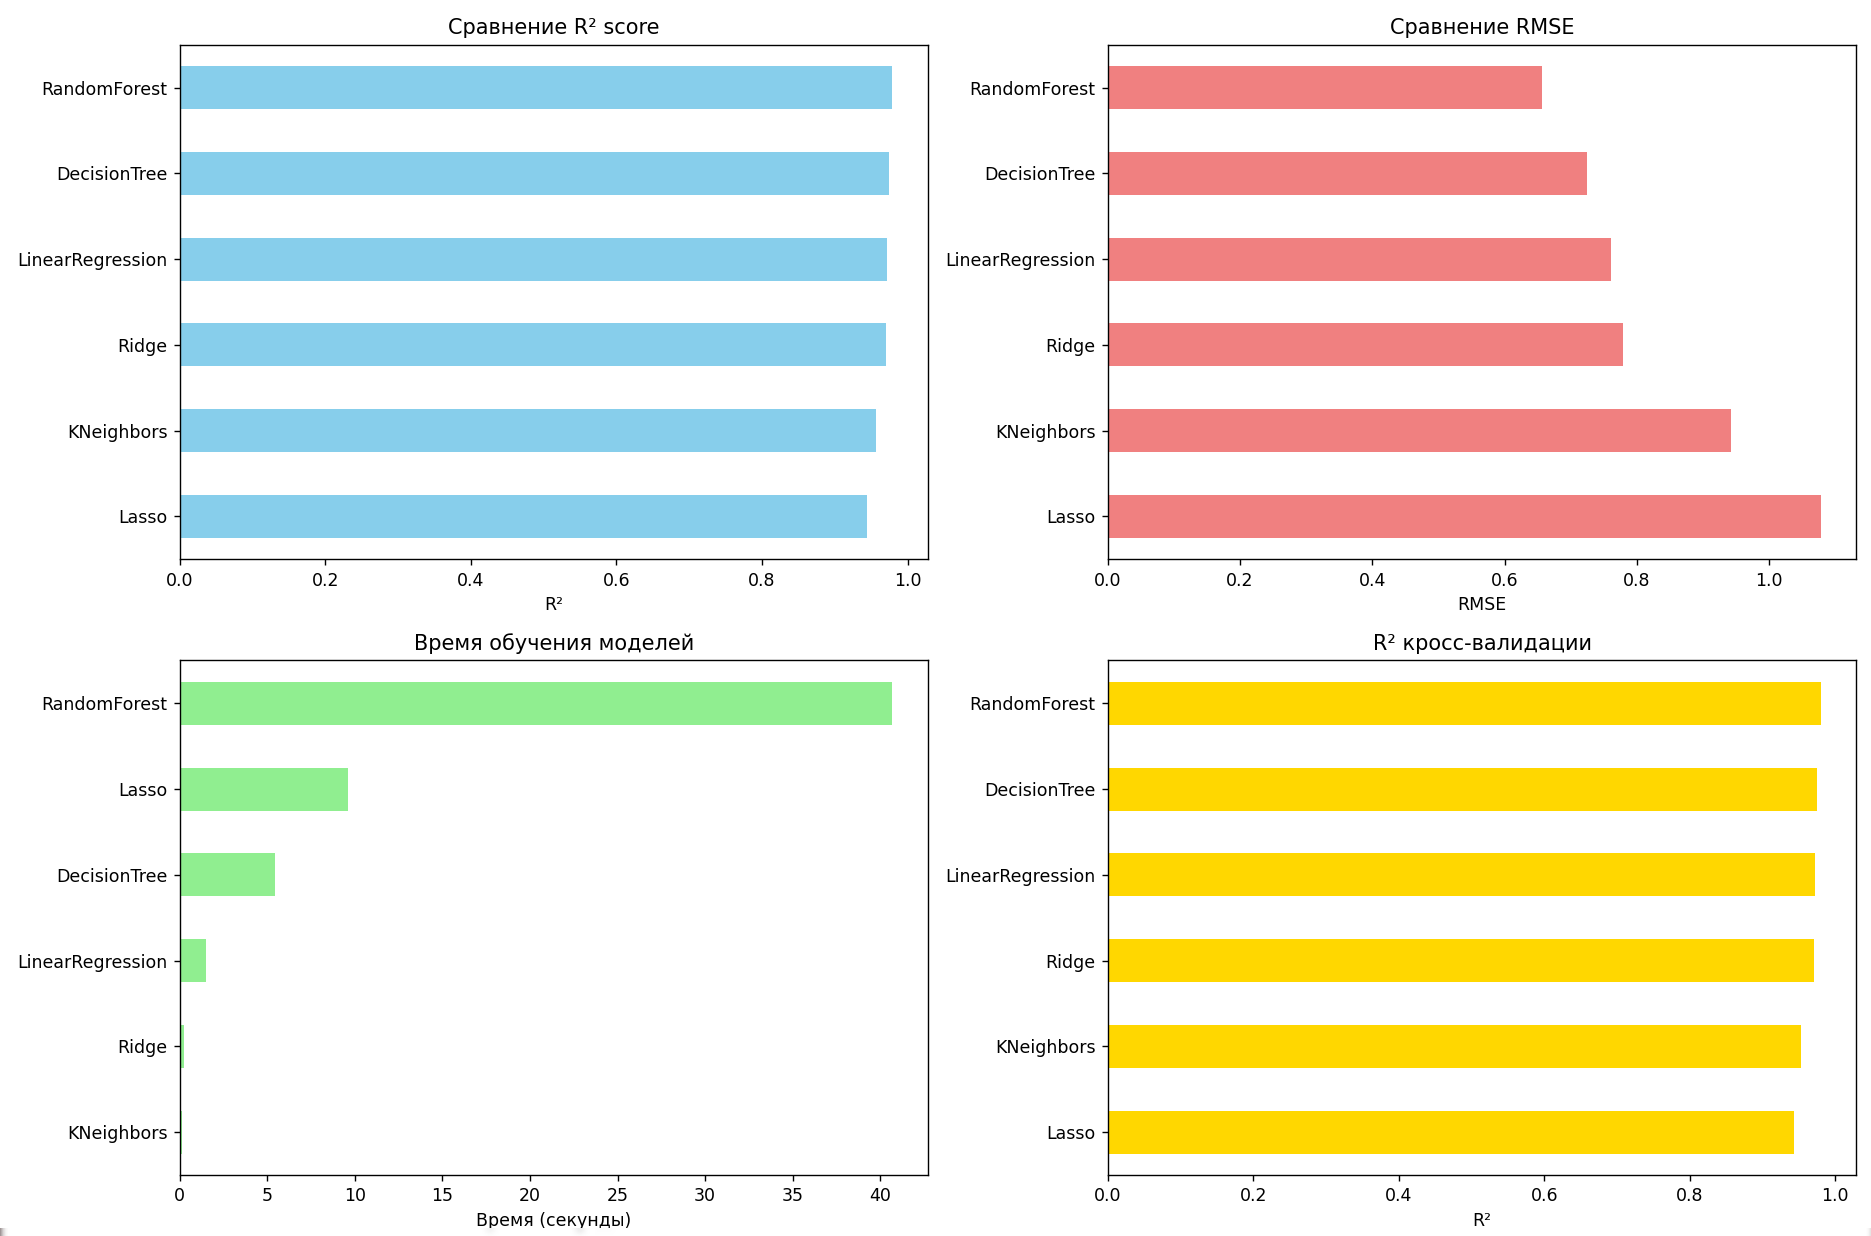 Сравнение R² score
RandomForest
DecisionTree
LinearRegression
Ridge
KNeighbors
Lasso
0.0 0.2 0.4 0.6 0.8 1.0
R²
Сравнение RMSE
RandomForest
DecisionTree
LinearRegression
Ridge
KNeighbors
Lasso
0.0 0.2 0.4 0.6 0.8 1.0
RMSE
Время обучения моделей
RandomForest
Lasso
DecisionTree
LinearRegression
Ridge
KNeighbors
0 5 10 15 20 25 30 35 40
Время (секунды)
R² кросс-валидации
RandomForest
DecisionTree
LinearRegression
Ridge
KNeighbors
Lasso
0.0 0.2 0.4 0.6 0.8 1.0
R²